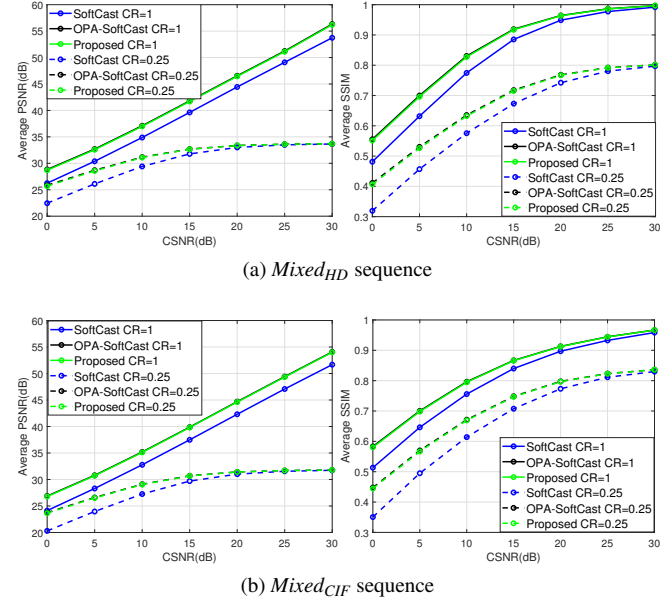 60
55
50
45
40
35
30
25
20
Average PSNR(dB)
SoftCast CR=1
OPA-SoftCast CR=1
Proposed CR=1
SoftCast CR=0.25
OPA-SoftCast CR=0.25
Proposed CR=0.25
0 5 10 15 20 25 30
CSNR(dB)
1
0.9
0.8
0.7
0.6
0.5
0.4
0.3
Average SSIM
SoftCast CR=1
OPA-SoftCast CR=1
Proposed CR=1
SoftCast CR=0.25
OPA-SoftCast CR=0.25
Proposed CR=0.25
0 5 10 15 20 25 30
CSNR(dB)
(a) MixedHD sequence
60
55
50
45
40
35
30
25
20
Average PSNR(dB)
SoftCast CR=1
OPA-SoftCast CR=1
Proposed CR=1
SoftCast CR=0.25
OPA-SoftCast CR=0.25
Proposed CR=0.25
0 5 10 15 20 25 30
CSNR(dB)
1
0.9
0.8
0.7
0.6
0.5
0.4
0.3
Average SSIM
SoftCast CR=1
OPA-SoftCast CR=1
Proposed CR=1
SoftCast CR=0.25
OPA-SoftCast CR=0.25
Proposed CR=0.25
0 5 10 15 20 25 30
CSNR(dB)
(b) MixedCIF sequence